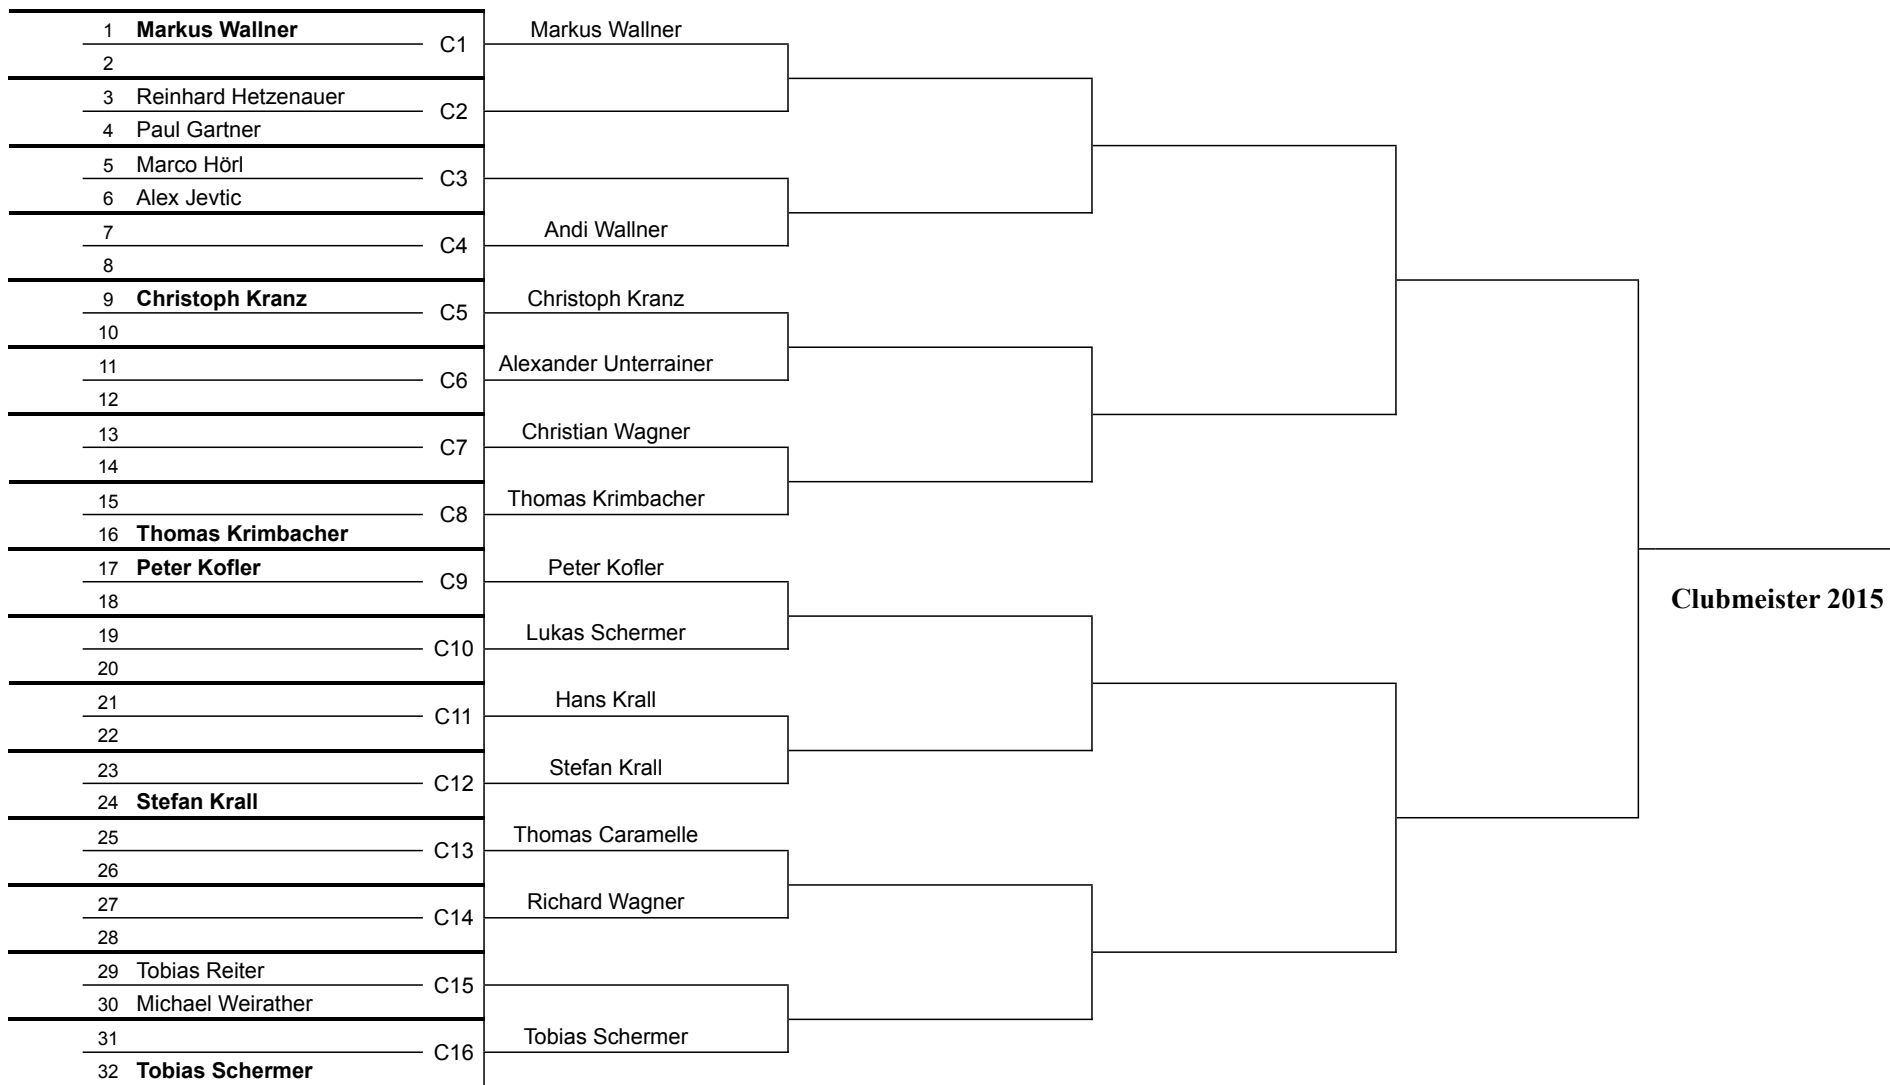 1 Markus Wallner
C1
Markus Wallner
2
3 Reinhard Hetzenauer
C2
4 Paul Gartner
5 Marco Hörl
C3
6 Alex Jevtic
7
C4
Andi Wallner
8
9 Christoph Kranz
C5
Christoph Kranz
10
11
C6
Alexander Unterrainer
12
13
C7
Christian Wagner
14
15
C8
Thomas Krimbacher
16 Thomas Krimbacher
17 Peter Kofler
C9
Peter Kofler
18
Clubmeister 2015
19
C10
Lukas Schermer
20
21
C11
Hans Krall
22
23
C12
Stefan Krall
24 Stefan Krall
25
C13
Thomas Caramelle
26
27
C14
Richard Wagner
28
29 Tobias Reiter
C15
30 Michael Weirather
31
C16
Tobias Schermer
32 Tobias Schermer